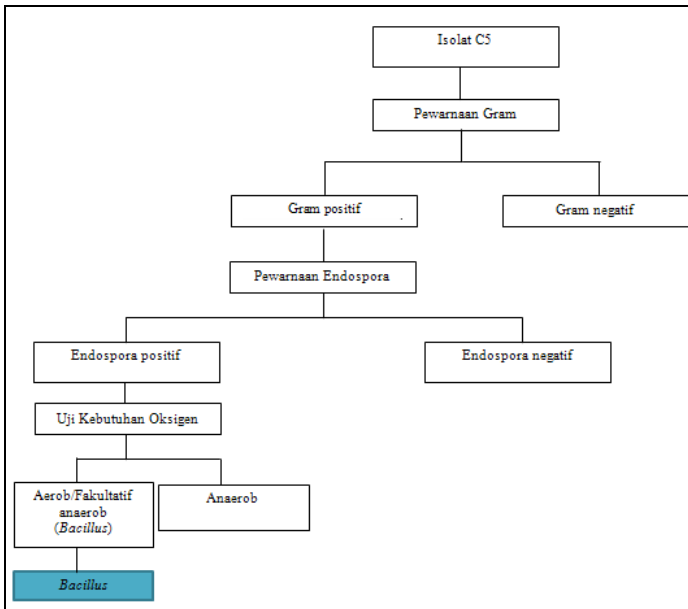 Isolat C5
Pewarnaan Gram
Gram positif
Gram negatif
Pewarnaan Endospora
Endospora positif
Endospora negatif
Uji Kebutuhan Oksigen
Aerob/Fakultatif
anaerob
(Bacillus)
Anaerob
Bacillus